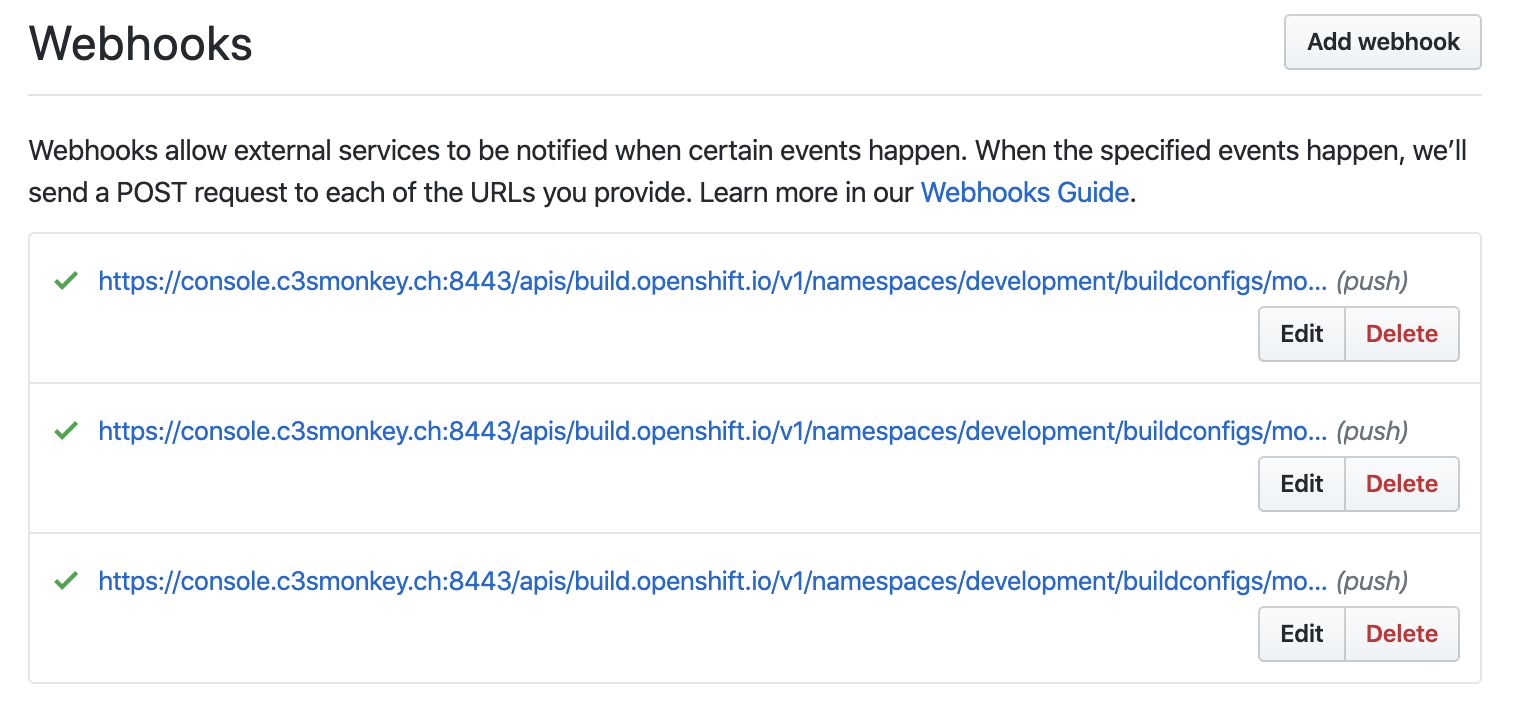 Webhooks
Add webhook
Webhooks allow external services to be notified when certain events happen. When the specified events happen, we’ll
send a POST request to each of the URLs you provide. Learn more in our Webhooks Guide.
https://console.c3smonkey.ch:8443/apis/build.openshift.io/v1/namespaces/development/buildconfigs/mo... (push)
Edit Delete
https://console.c3smonkey.ch:8443/apis/build.openshift.io/v1/namespaces/development/buildconfigs/mo... (push)
Edit Delete
https://console.c3smonkey.ch:8443/apis/build.openshift.io/v1/namespaces/development/buildconfigs/mo... (push)
Edit Delete